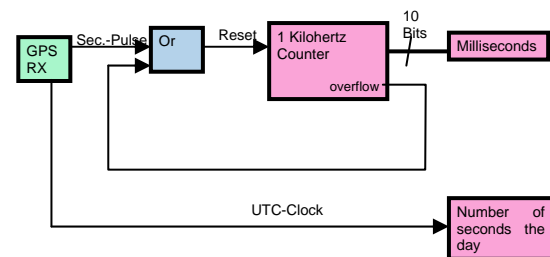 GPS
RX
Sec.-Pulse
Or
Reset
1 Kilohertz
Counter
overflow
10
Bits
Milliseconds
UTC-Clock
Number of
seconds the
day